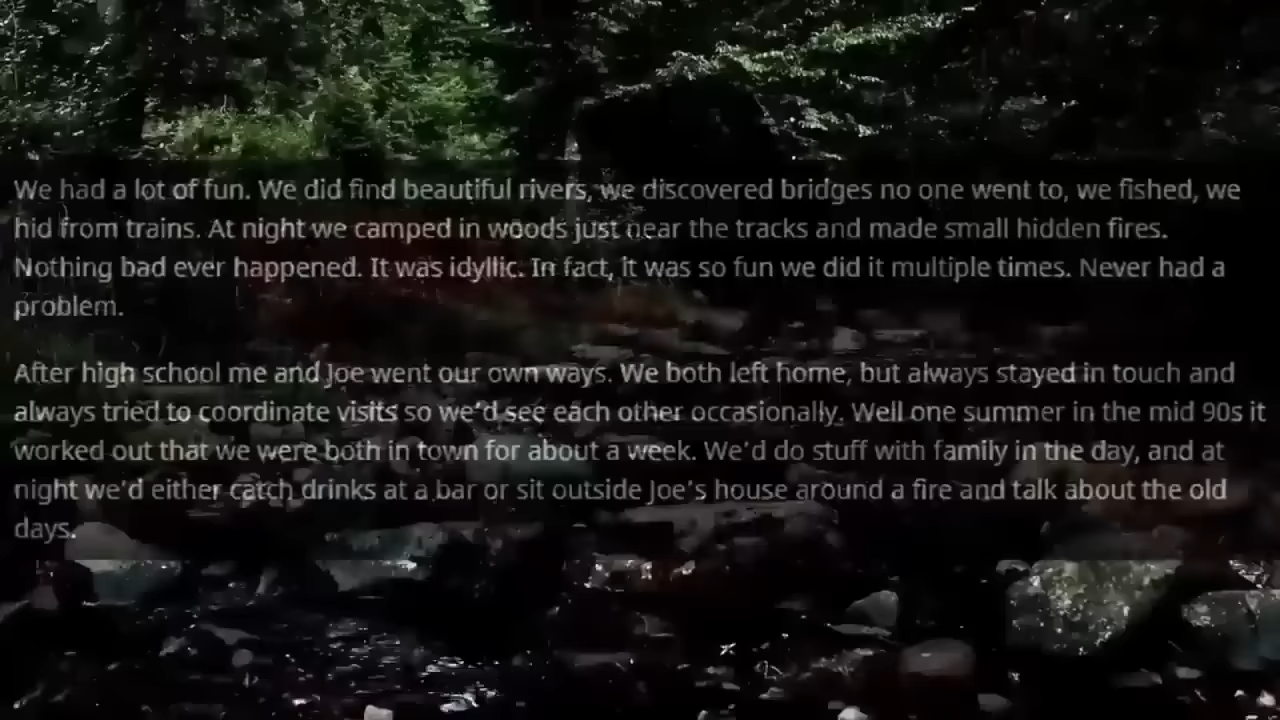 We had a lot of fun. We did find beautiful rivers, we discovered bridges no one went to, we fished, we
hid from trains. At night we camped in woods just near the tracks and made small hidden fires.
Nothing bad ever happened. It was idyllic. In fact, it was so fun we did it multiple times. Never had a
problem.
After high school me and Joe went our own ways. We both left home, but always stayed in touch and
always tried to coordinate visits so we'd see each other occasionally. Well one summer in the mid 90s it
worked out that we were both in town for about a week. We'd do stuff with family in the day, and at
night we'd either catch drinks at a bar or sit outside Joe's house around a fire and talk about the old
days.